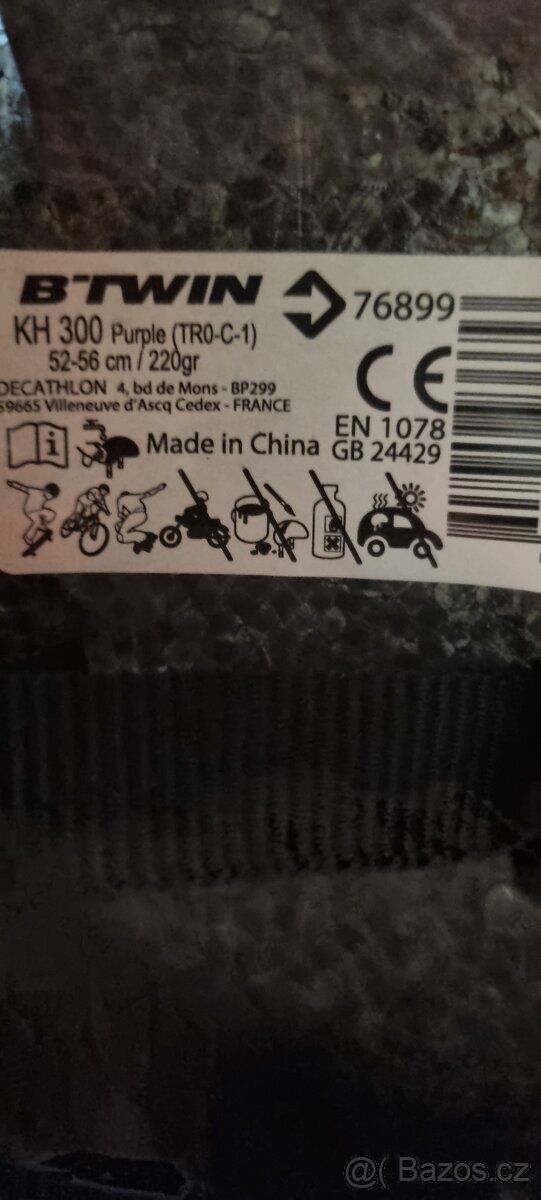 B'TWIN 76899
KH 300 Purple (TR0-C-1)
52-56 cm / 220gr
DECATHLON 4, bd de Mons - BP299
59665 Villeneuve d'Ascq Cedex - FRANCE
CE
EN 1078
GB 24429
Made in China
@( Bazos.cz